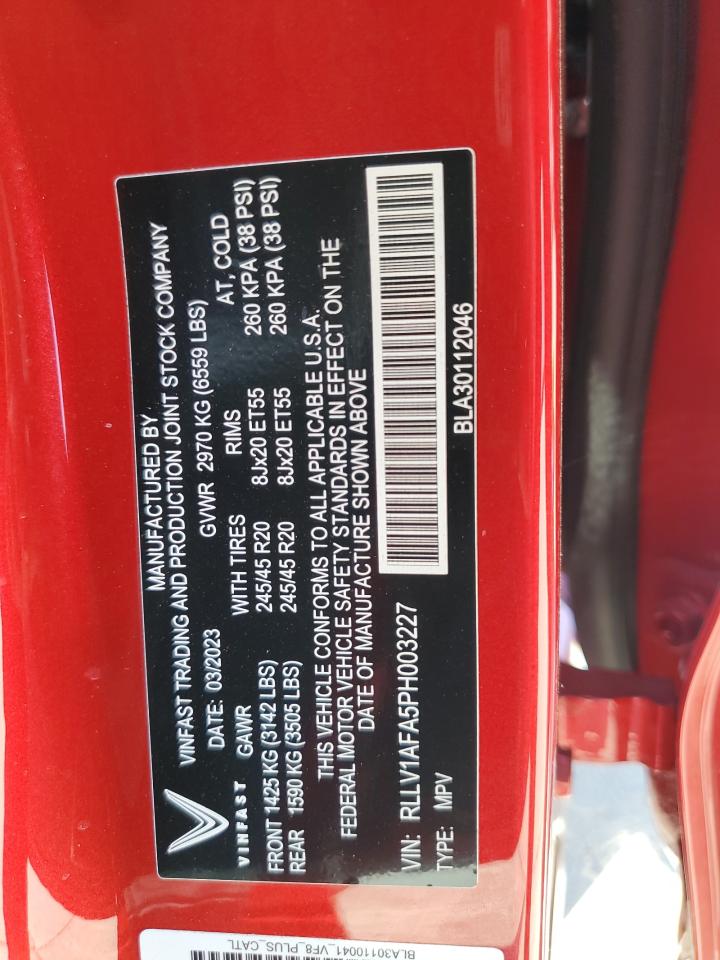 MANUFACTURED BY
VINFAST TRADING AND PRODUCTION JOINT STOCK COMPANY
DATE: 03/2023 GVWR 2970 KG (6559 LBS)
VINFAST
GAWR WITH TIRES RIMS AT, COLD
FRONT 1425 KG (3142 LBS) 245/45 R20 8Jx20 ET55 260 KPA (38 PSI)
REAR 1590 KG (3505 LBS) 245/45 R20 8Jx20 ET55 260 KPA (38 PSI)
THIS VEHICLE CONFORMS TO ALL APPLICABLE U.S.A.
FEDERAL MOTOR VEHICLE SAFETY STANDARDS IN EFFECT ON THE
DATE OF MANUFACTURE SHOWN ABOVE
VIN: RLLV1AFA5PH003227
TYPE: MPV
BLA30112046
BLA30110041_VF8_PLUS_CATL